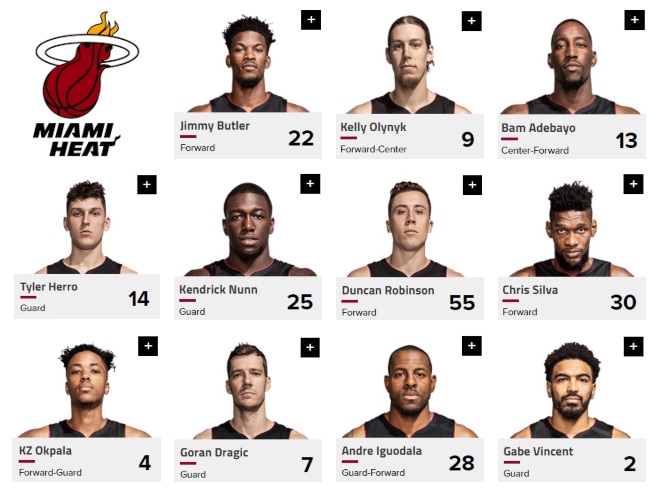 MIAMI
HEAT
+
Jimmy Butler
Forward
22
+
Kelly Olynyk
Forward-Center
9
+
Bam Adebayo
Center-Forward
13
+
Tyler Herro
Guard
14
+
Kendrick Nunn
Guard
25
+
Duncan Robinson
Forward
55
+
Chris Silva
Forward
30
+
KZ Okpala
Forward-Guard
4
+
Goran Dragic
Guard
7
+
Andre Iguodala
Guard-Forward
28
+
Gabe Vincent
Guard
2